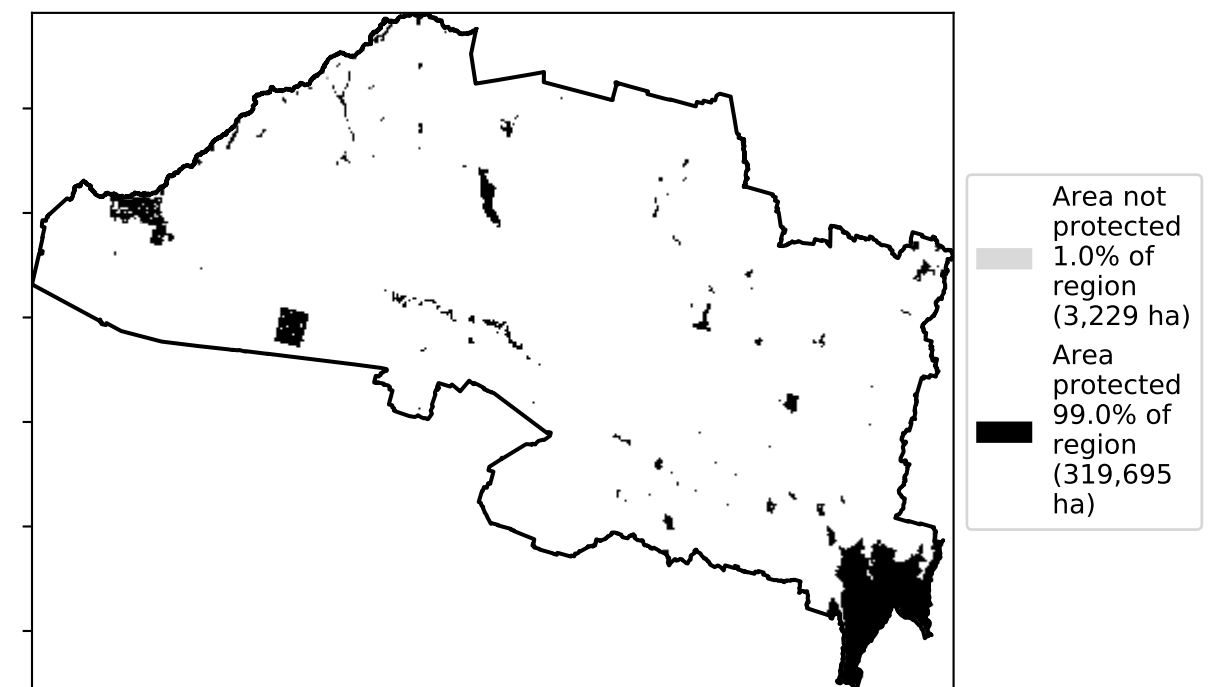 Area not
protected
1.0% of
region
(3,229 ha)
Area
protected
99.0% of
region
(319,695
ha)